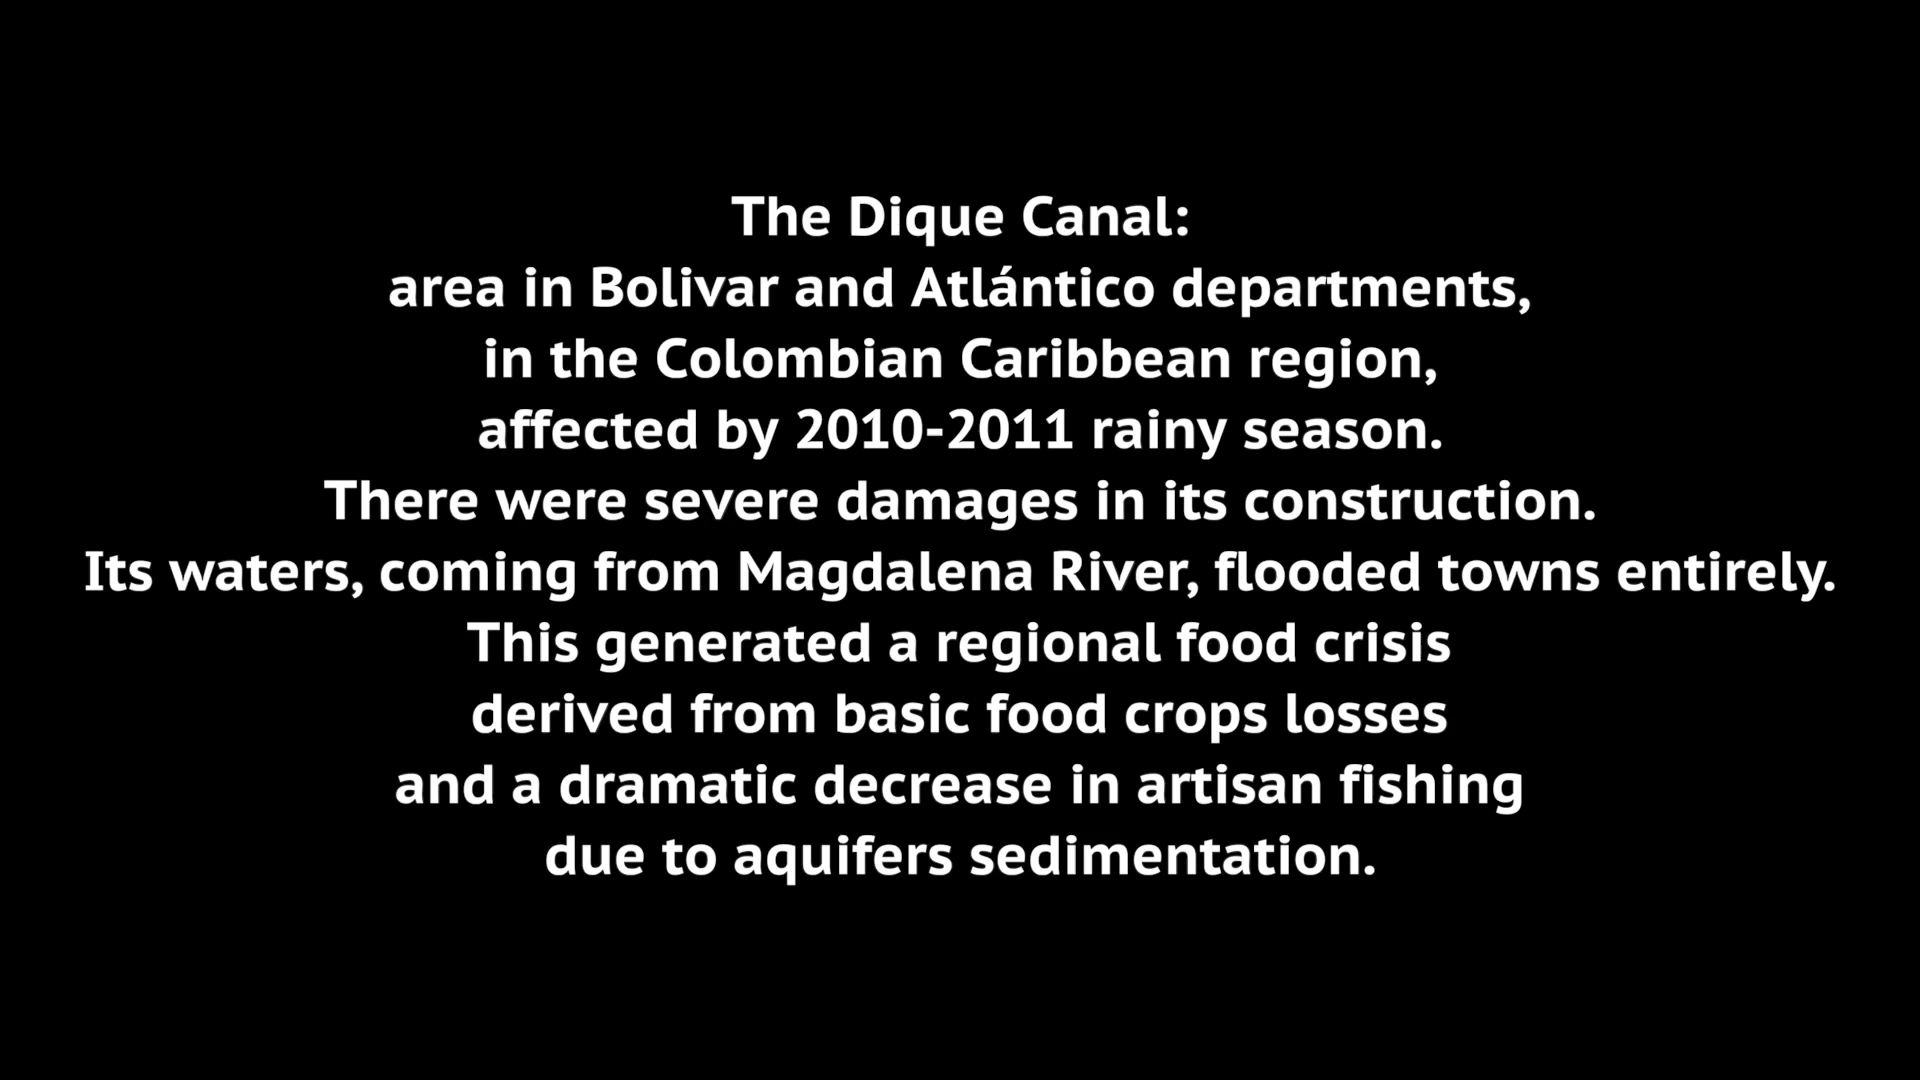 The Dique Canal:
area in Bolivar and Atlántico departments,
in the Colombian Caribbean region,
affected by 2010-2011 rainy season.
There were severe damages in its construction.
Its waters, coming from Magdalena River, flooded towns entirely.
This generated a regional food crisis
derived from basic food crops losses
and a dramatic decrease in artisan fishing
due to aquifers sedimentation.